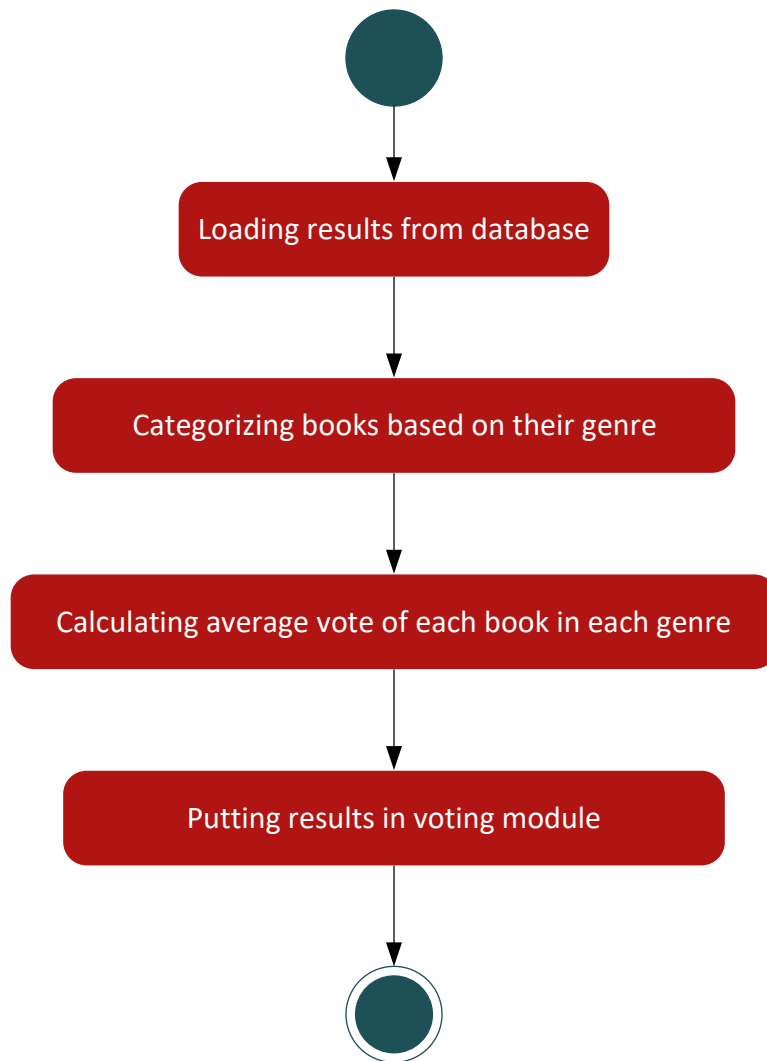 Loading results from database
Categorizing books based on their genre
Calculating average vote of each book in each genre
Putting results in voting module